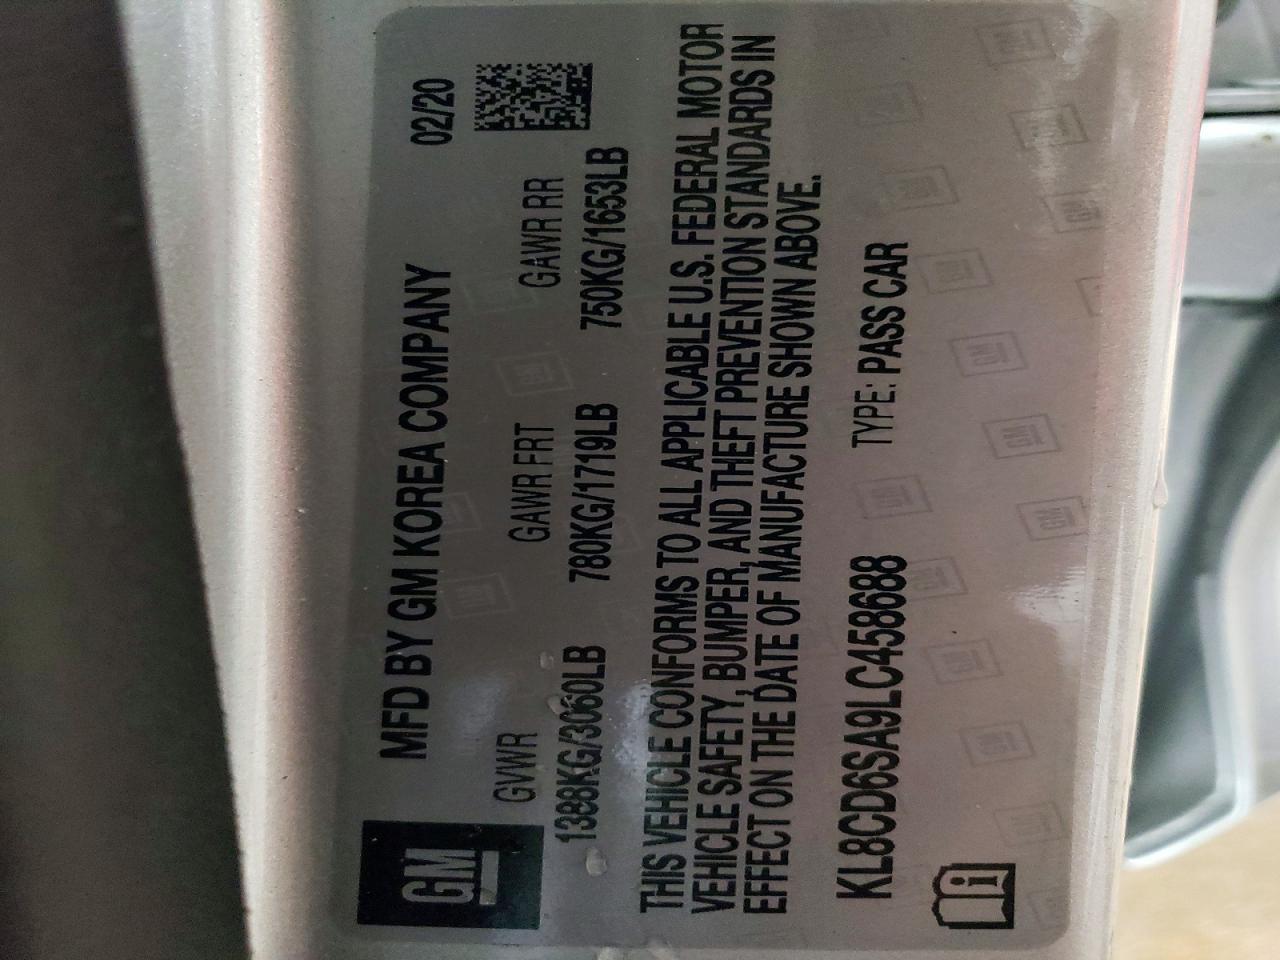 GM
MFD BY GM KOREA COMPANY 02/20
GVWR GAWR FRT GAWR RR
1388KG/3060LB 780KG/1719LB 750KG/1653LB
THIS VEHICLE CONFORMS TO ALL APPLICABLE U.S. FEDERAL MOTOR
VEHICLE SAFETY, BUMPER, AND THEFT PREVENTION STANDARDS IN
EFFECT ON THE DATE OF MANUFACTURE SHOWN ABOVE.
KL8CD6SA9LC458688 TYPE: PASS CAR